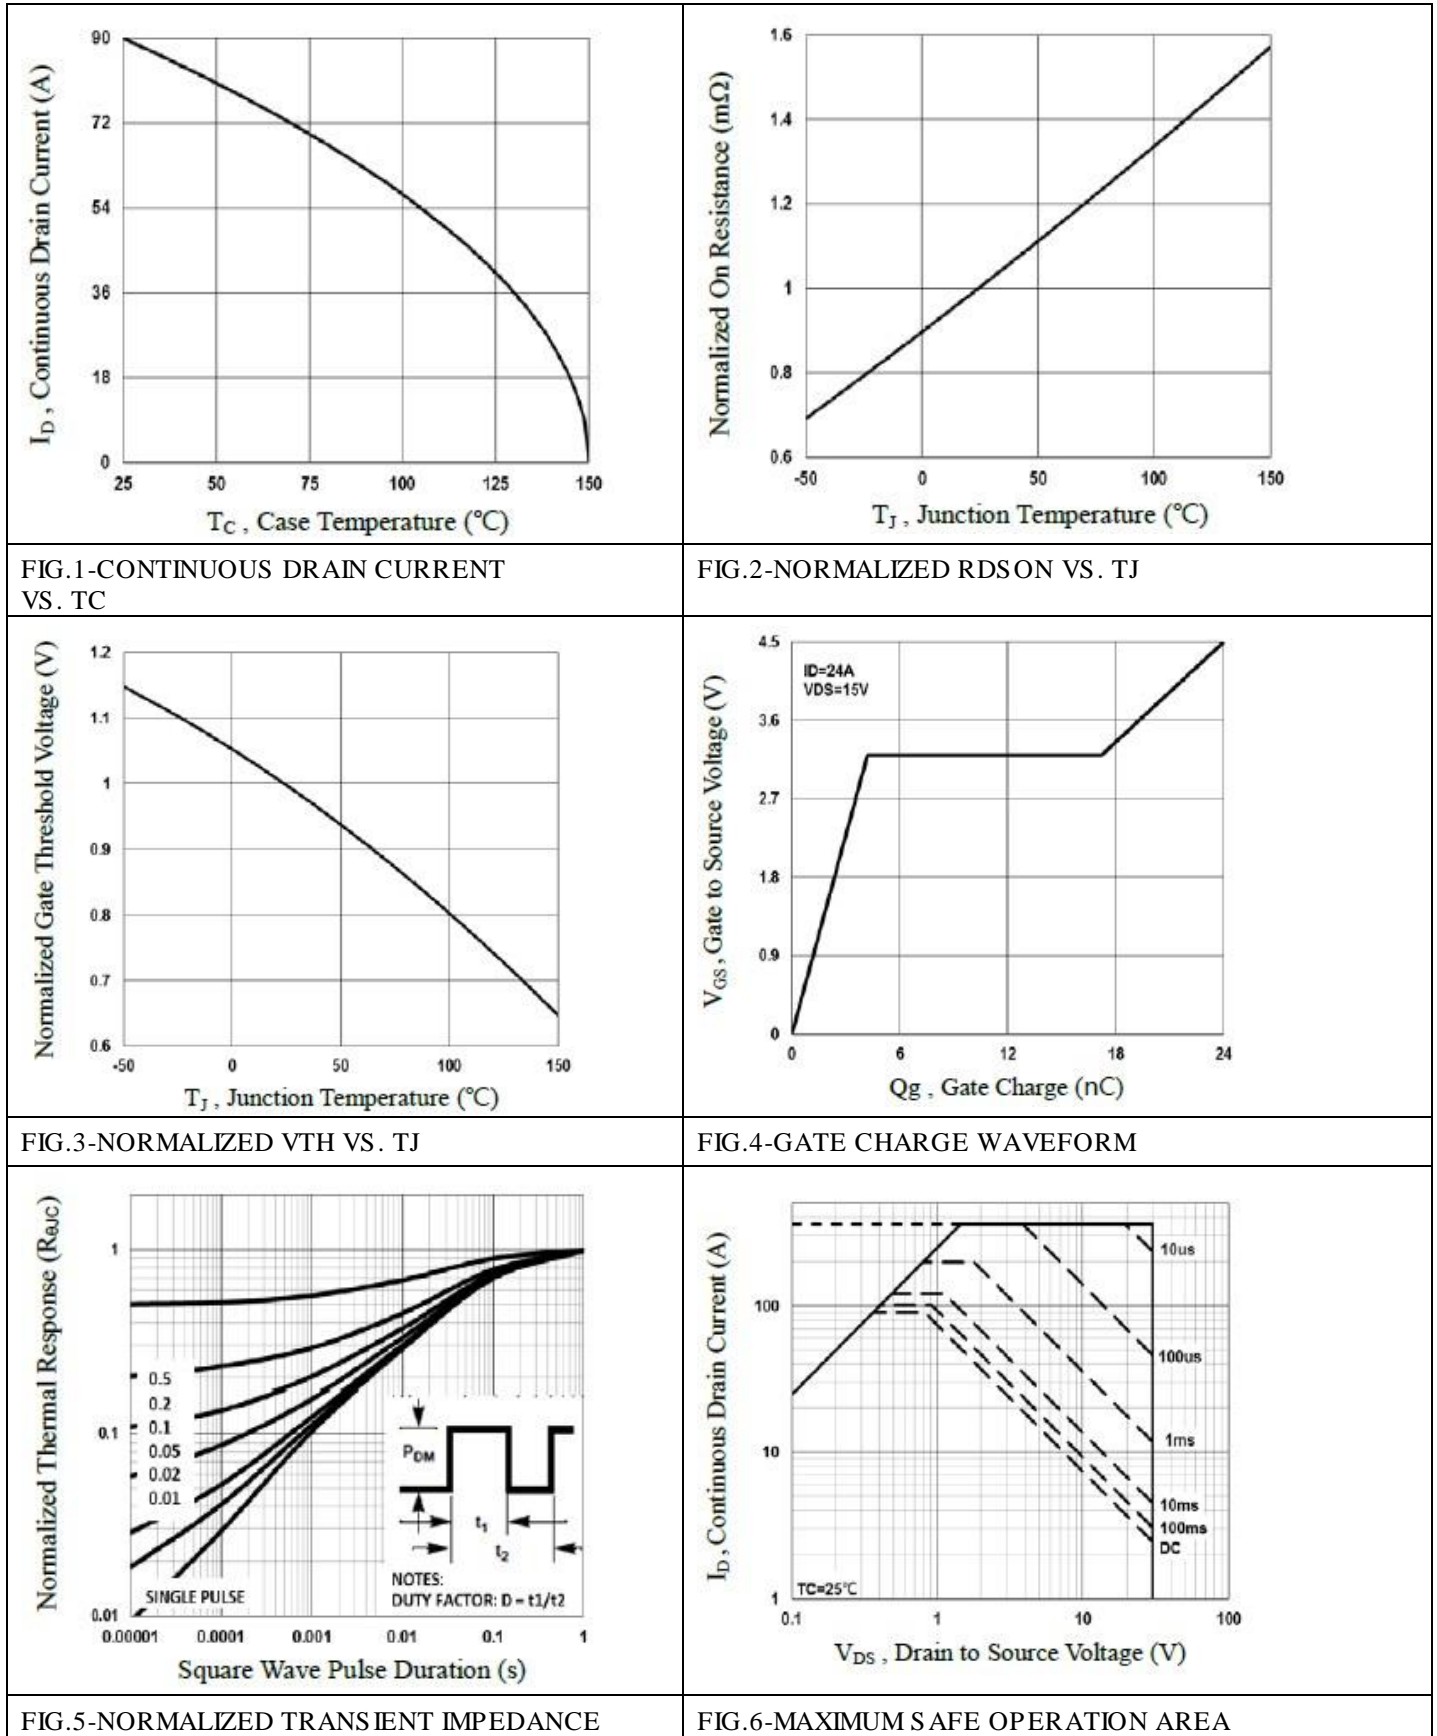 90
72
54
36
18
0
25 50 75 100 125 150
I_D , Continuous Drain Current (A)
T_C , Case Temperature (℃)
1.6
1.4
1.2
1
0.8
0.6
-50 0 50 100 150
Normalized On Resistance (mΩ)
T_J , Junction Temperature (℃)
FIG.1-CONTINUOUS DRAIN CURRENT
VS. TC
FIG.2-NORMALIZED RDSON VS. TJ
1.2
1.1
1
0.9
0.8
0.7
0.6
-50 0 50 100 150
Normalized Gate Threshold Voltage (V)
T_J , Junction Temperature (℃)
4.5
3.6
2.7
1.8
0.9
0
0 6 12 18 24
ID=24A
VDS=15V
V_GS , Gate to Source Voltage (V)
Qg , Gate Charge (nC)
FIG.3-NORMALIZED VTH VS. TJ
FIG.4-GATE CHARGE WAVEFORM
1
0.1
0.01
0.5
0.2
0.1
0.05
0.02
0.01
SINGLE PULSE
P_DM
t_1
t_2
NOTES:
DUTY FACTOR: D = t1/t2
0.00001 0.0001 0.001 0.01 0.1 1
Normalized Thermal Response (R_θJC)
Square Wave Pulse Duration (s)
100
10
1
10us
100us
1ms
10ms
100ms
DC
TC=25℃
0.1 1 10 100
I_D , Continuous Drain Current (A)
V_DS , Drain to Source Voltage (V)
FIG.5-NORMALIZED TRANSIENT IMPEDANCE
FIG.6-MAXIMUM SAFE OPERATION AREA